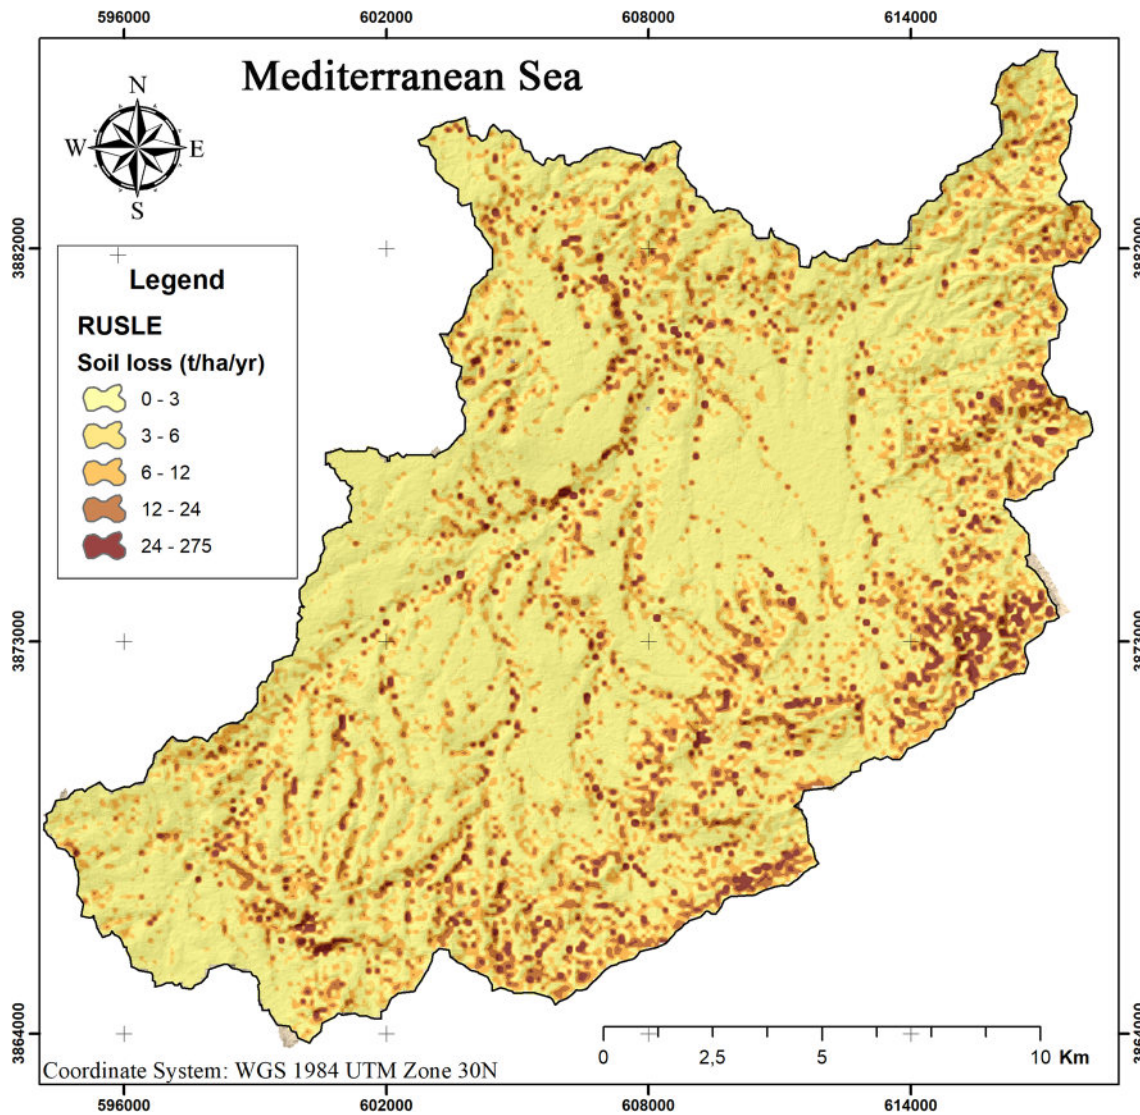 596000 602000 608000 614000
Mediterranean Sea
N
W E
S
3882000 3882000
Legend
RUSLE
Soil loss (t/ha/yr)
0 - 3
3 - 6
6 - 12
12 - 24
24 - 275
3873000 3873000
3864000 3864000
0 2,5 5 10 Km
Coordinate System: WGS 1984 UTM Zone 30N
596000 602000 608000 614000